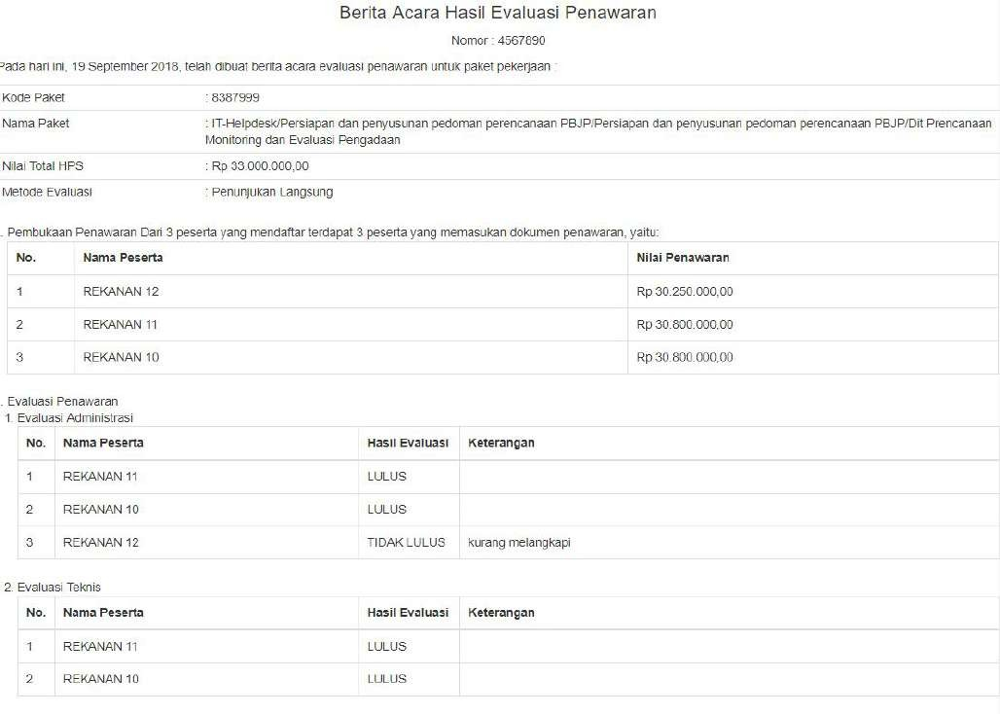 Berita Acara Hasil Evaluasi Penawaran
Nomor : 4567890
Pada hari ini, 19 September 2018, telah dibuat berita acara evaluasi penawaran untuk paket pekerjaan :
Kode Paket : 8387999
Nama Paket : IT-Helpdesk/Persiapan dan penyusunan pedoman perencanaan PBJP/Persiapan dan penyusunan pedoman perencanaan PBJP/Dit Prencanaan
Monitoring dan Evaluasi Pengadaan
Nilai Total HPS : Rp 33.000.000,00
Metode Evaluasi : Penunjukan Langsung
. Pembukaan Penawaran Dari 3 peserta yang mendaftar terdapat 3 peserta yang memasukan dokumen penawaran, yaitu:
No. Nama Peserta Nilai Penawaran
1 REKANAN 12 Rp 30.250.000,00
2 REKANAN 11 Rp 30.800.000,00
3 REKANAN 10 Rp 30.800.000,00
. Evaluasi Penawaran
1. Evaluasi Administrasi
No. Nama Peserta Hasil Evaluasi Keterangan
1 REKANAN 11 LULUS
2 REKANAN 10 LULUS
3 REKANAN 12 TIDAK LULUS kurang melangkapi
2. Evaluasi Teknis
No. Nama Peserta Hasil Evaluasi Keterangan
1 REKANAN 11 LULUS
2 REKANAN 10 LULUS